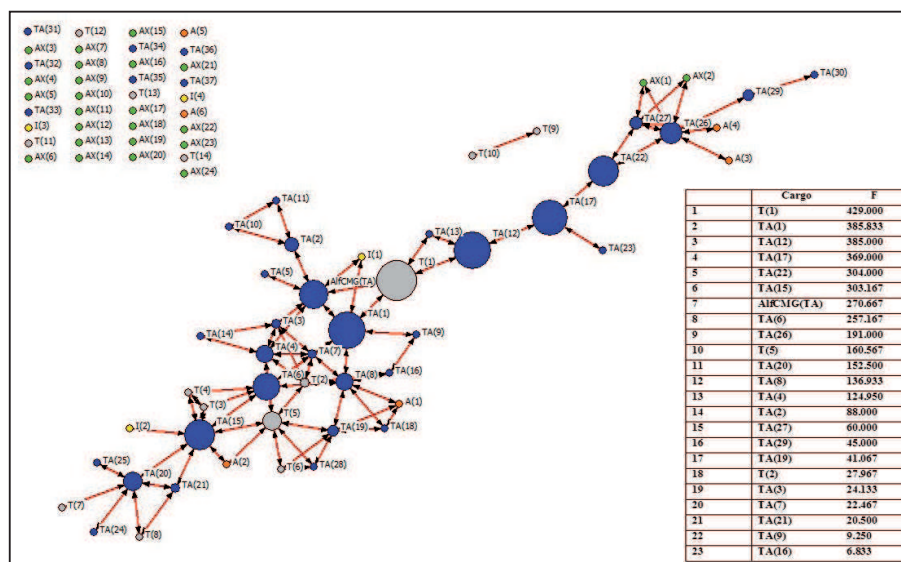 TA(31) T(12) AX(15) A(5)
AX(3) AX(7) TA(34) TA(36)
TA(32) AX(8) AX(16) AX(21)
AX(4) AX(9) TA(35) TA(37)
AX(5) AX(10) T(13) I(4)
TA(33) AX(11) AX(17) A(6)
I(3) AX(12) AX(18) AX(22)
T(11) AX(13) AX(19) AX(23)
AX(6) AX(14) AX(20) T(14)
AX(24)
AX(1) AX(2) TA(30)
TA(29)
TA(27) TA(26) A(4)
T(9)
T(10) TA(22) A(3)
TA(11)
TA(10) TA(17)
TA(2) TA(13) TA(12) TA(23)
TA(5) I(1) T(1)
AlfCMG(TA)
TA(3) TA(1)
TA(14) TA(9)
TA(4) TA(7)
TA(6) T(2) TA(8) TA(16)
T(4)
T(3) T(5) A(1)
I(2) TA(15) TA(19) TA(18)
TA(25) A(2) T(6) TA(28)
TA(20) TA(21)
T(7)
TA(24) T(8)
Cargo F
1 T(1) 429.000
2 TA(1) 385.833
3 TA(12) 385.000
4 TA(17) 369.000
5 TA(22) 304.000
6 TA(15) 303.167
7 AlfCMG(TA) 270.667
8 TA(6) 257.167
9 TA(26) 191.000
10 T(5) 160.567
11 TA(20) 152.500
12 TA(8) 136.933
13 TA(4) 124.950
14 TA(2) 88.000
15 TA(27) 60.000
16 TA(29) 45.000
17 TA(19) 41.067
18 T(2) 27.967
19 TA(3) 24.133
20 TA(7) 22.467
21 TA(21) 20.500
22 TA(9) 9.250
23 TA(16) 6.833